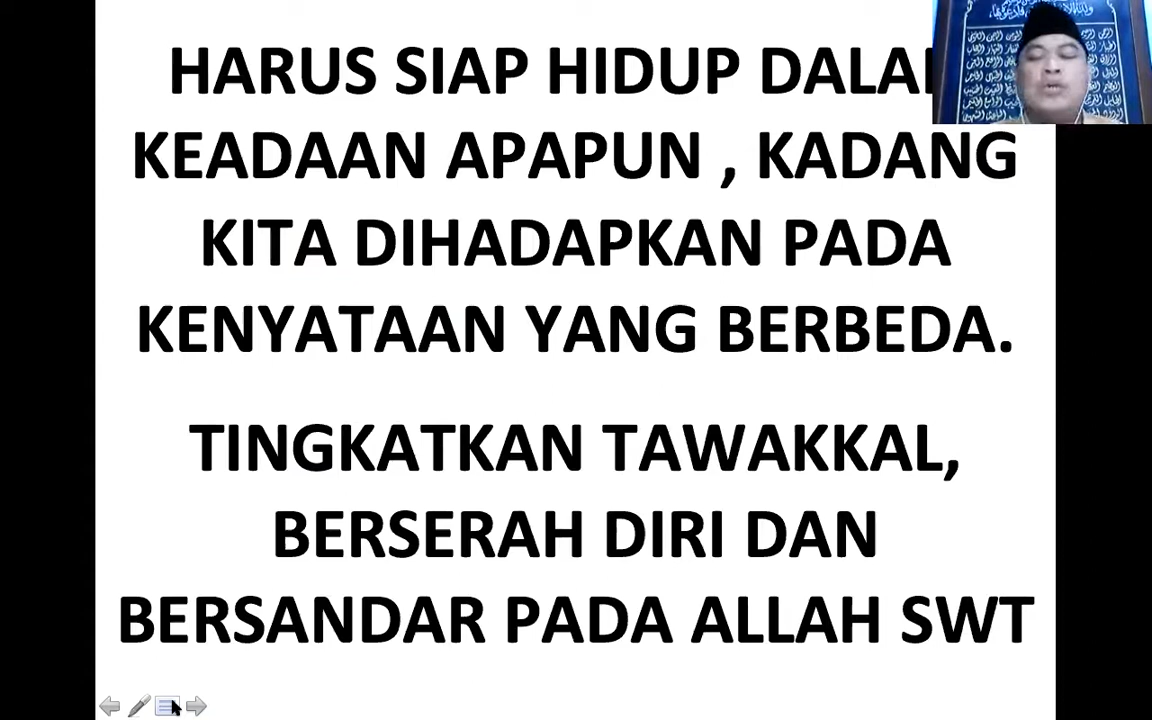 HARUS SIAP HIDUP DALA
KEADAAN APAPUN , KADANG
KITA DIHADAPKAN PADA
KENYATAAN YANG BERBEDA.
TINGKATKAN TAWAKKAL,
BERSERAH DIRI DAN
BERSANDAR PADA ALLAH SWT